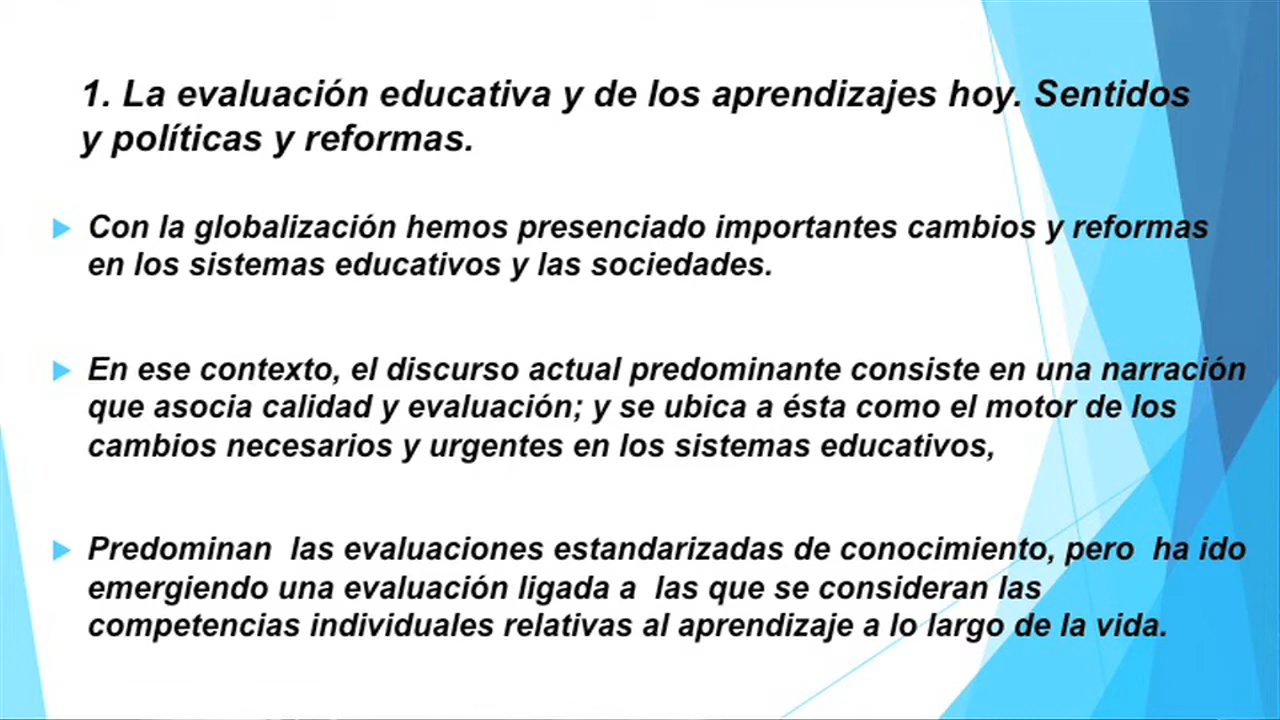 1. La evaluación educativa y de los aprendizajes hoy. Sentidos
y políticas y reformas.
Con la globalización hemos presenciado importantes cambios y reformas
en los sistemas educativos y las sociedades.
En ese contexto, el discurso actual predominante consiste en una narración
que asocia calidad y evaluación; y se ubica a ésta como el motor de los
cambios necesarios y urgentes en los sistemas educativos,
Predominan las evaluaciones estandarizadas de conocimiento, pero ha ido
emergiendo una evaluación ligada a las que se consideran las
competencias individuales relativas al aprendizaje a lo largo de la vida.